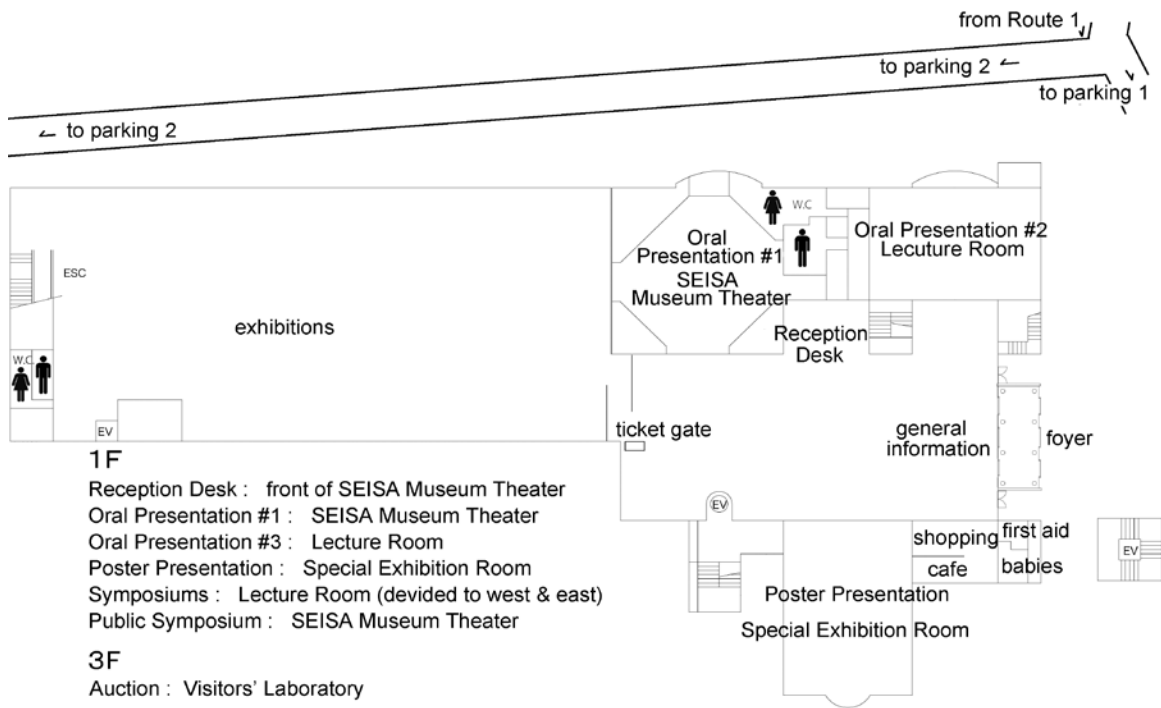 from Route 1
to parking 2
to parking 1
to parking 2
W.C
Oral
Presentation #1
SEISA
Museum Theater
Oral Presentation #2
Lecuture Room
ESC
exhibitions
Reception
Desk
W.C
EV
ticket gate
general
information
foyer
EV
shopping
cafe
first aid
babies
EV
Poster Presentation
Special Exhibition Room
1F
Reception Desk : front of SEISA Museum Theater
Oral Presentation #1 : SEISA Museum Theater
Oral Presentation #3 : Lecture Room
Poster Presentation : Special Exhibition Room
Symposiums : Lecture Room (devided to west & east)
Public Symposium : SEISA Museum Theater
3F
Auction : Visitors' Laboratory